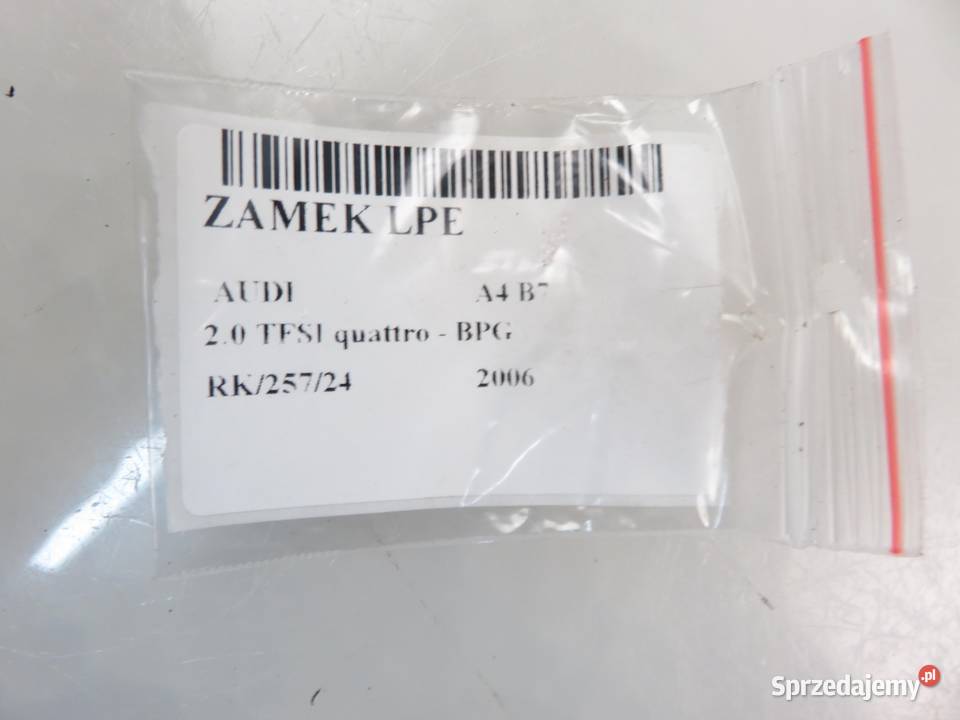 ZAMEK LPE
AUDI A4 B7
2.0 TFSI quattro - BPG
RK/257/24 2006
Sprzedajemy.pl